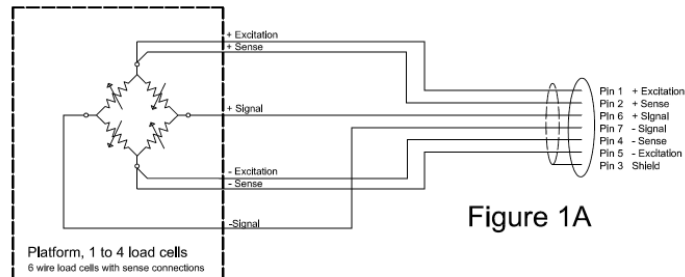 + Excitation
+ Sense
+ Signal
- Excitation
- Sense
-Signal
Pin 1 + Excitation
Pin 2 + Sense
Pin 6 + SIgnal
Pin 7 - Signal
Pin 4 - Sense
Pin 5 - Excitation
Pin 3 Shield
Figure 1A
Platform, 1 to 4 load cells
6 wire load cells with sense connections